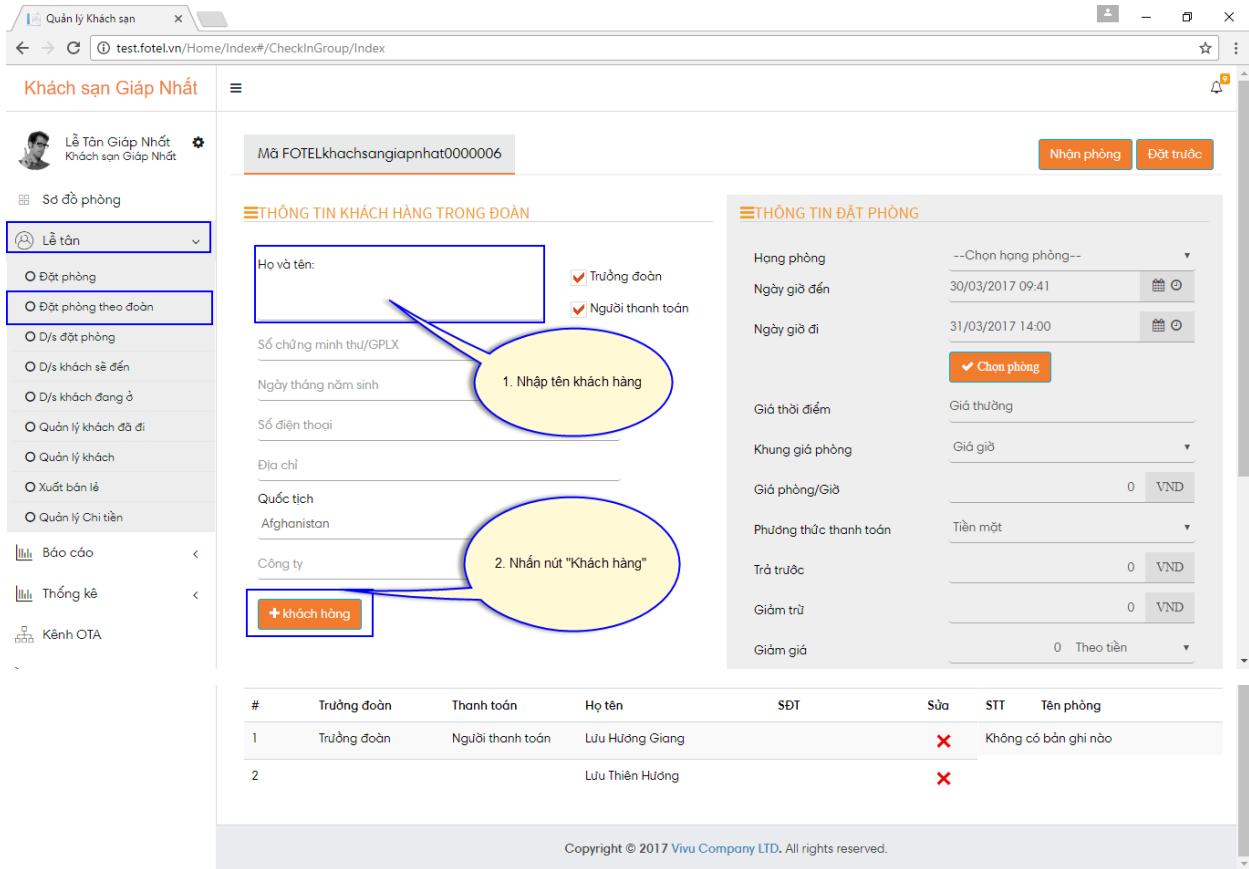 Quản lý Khách sạn
test.fotel.vn/Home/Index#/CheckInGroup/Index
Khách sạn Giáp Nhất
9
Lễ Tân Giáp Nhất
Khách sạn Giáp Nhất
Sơ đồ phòng
Lễ tân
Đặt phòng
Đặt phòng theo đoàn
D/s đặt phòng
D/s khách sẽ đến
D/s khách đang ở
Quản lý khách đã đi
Quản lý khách
Xuất bán lẻ
Quản lý Chi tiền
Báo cáo
Thống kê
Kênh OTA
Mã FOTELkhachsangiapnhat0000006
Nhận phòng
Đặt trước
THÔNG TIN KHÁCH HÀNG TRONG ĐOÀN
Họ và tên:
Trưởng đoàn
Người thanh toán
Số chứng minh thư/GPLX
1. Nhập tên khách hàng
Ngày tháng năm sinh
Số điện thoại
Địa chỉ
Quốc tịch
Afghanistan
Công ty
2. Nhấn nút "Khách hàng"
khách hàng
THÔNG TIN ĐẶT PHÒNG
Hạng phòng --Chọn hạng phòng--
Ngày giờ đến 30/03/2017 09:41
Ngày giờ đi 31/03/2017 14:00
Chọn phòng
Giá thời điểm Giá thường
Khung giá phòng Giá giờ
Giá phòng/Giờ 0 VND
Phương thức thanh toán Tiền mặt
Trả trước 0 VND
Giảm trừ 0 VND
Giảm giá 0 Theo tiền
# Trưởng đoàn Thanh toán Họ tên SĐT Sửa STT Tên phòng
1 Trưởng đoàn Người thanh toán Lưu Hương Giang Không có bản ghi nào
2 Lưu Thiên Hương
Copyright © 2017 Vivu Company LTD. All rights reserved.